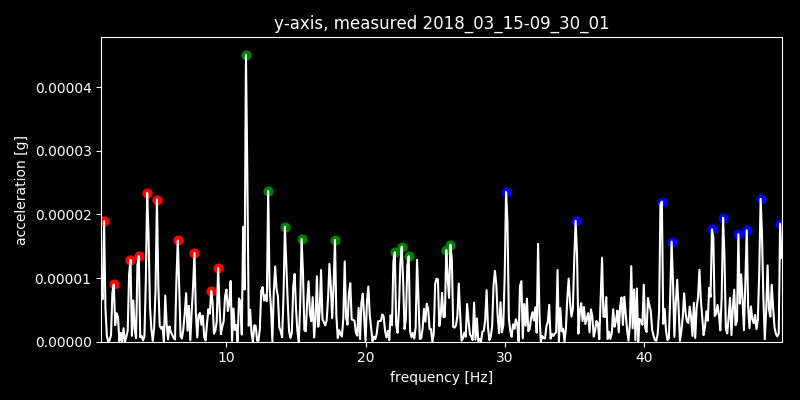 y-axis, measured 2018_03_15-09_30_01
0.00004
0.00003
0.00002
0.00001
0.00000
acceleration [g]
10 20 30 40
frequency [Hz]